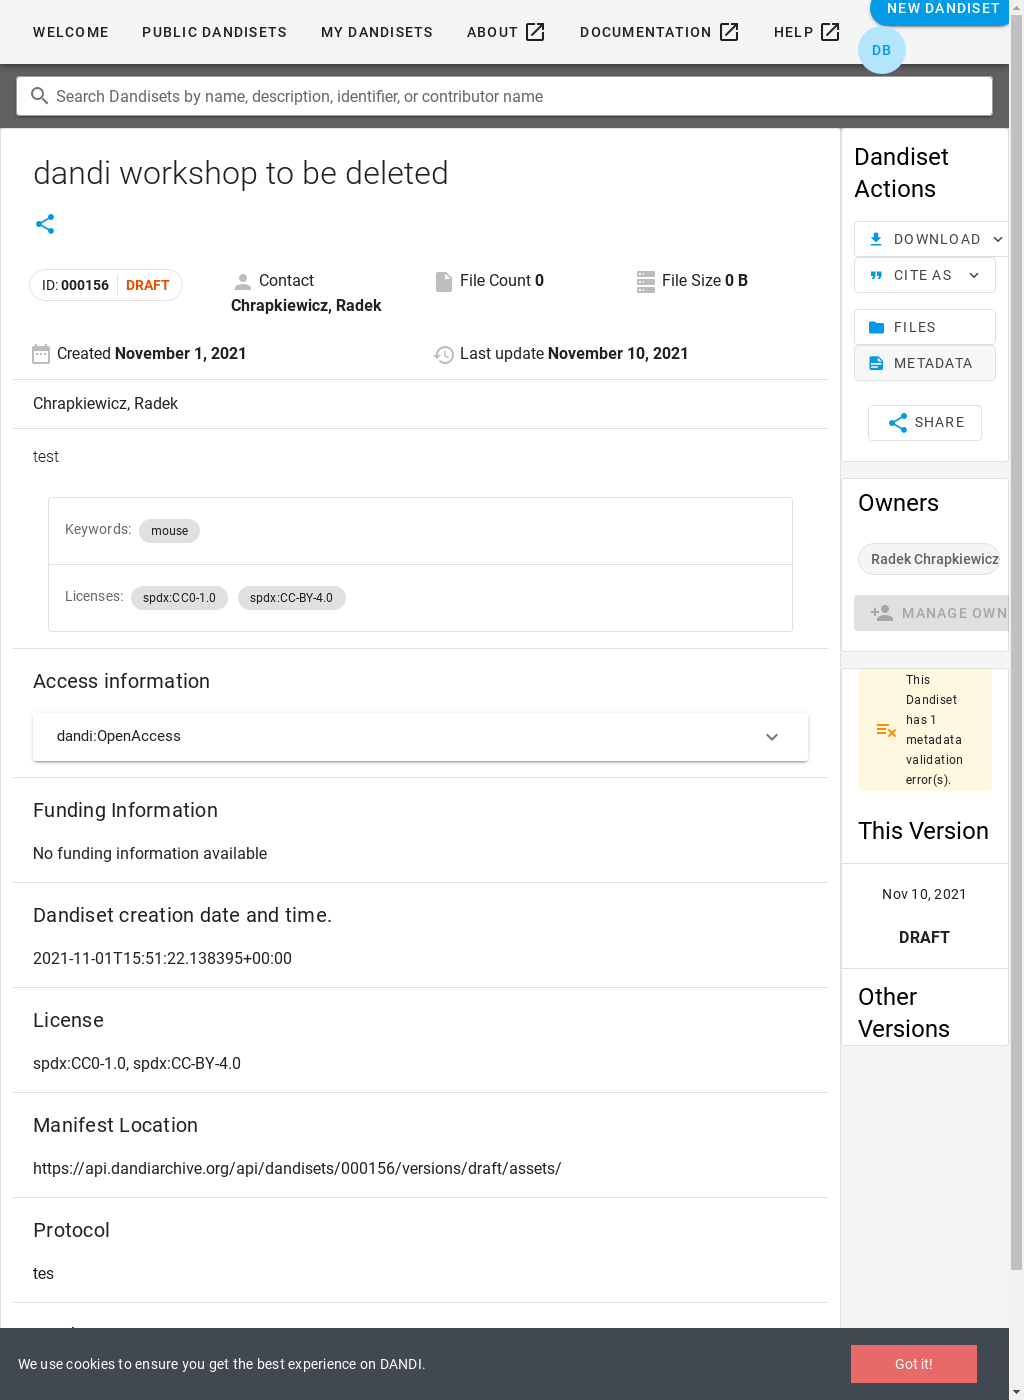 WELCOME PUBLIC DANDISETS MY DANDISETS ABOUT DOCUMENTATION HELP
NEW DANDISET
DB
Search Dandisets by name, description, identifier, or contributor name
dandi workshop to be deleted
ID: 000156 DRAFT
Contact
Chrapkiewicz, Radek
File Count 0
File Size 0 B
Created November 1, 2021
Last update November 10, 2021
Chrapkiewicz, Radek
test
Keywords: mouse
Licenses: spdx:CC0-1.0 spdx:CC-BY-4.0
Access information
dandi:OpenAccess
Funding Information
No funding information available
Dandiset creation date and time.
2021-11-01T15:51:22.138395+00:00
License
spdx:CC0-1.0, spdx:CC-BY-4.0
Manifest Location
https://api.dandiarchive.org/api/dandisets/000156/versions/draft/assets/
Protocol
tes
Dandiset
Actions
DOWNLOAD
CITE AS
FILES
METADATA
SHARE
Owners
Radek Chrapkiewicz
MANAGE OWN
This
Dandiset
has 1
metadata
validation
error(s).
This Version
Nov 10, 2021
DRAFT
Other
Versions
We use cookies to ensure you get the best experience on DANDI.
Got it!